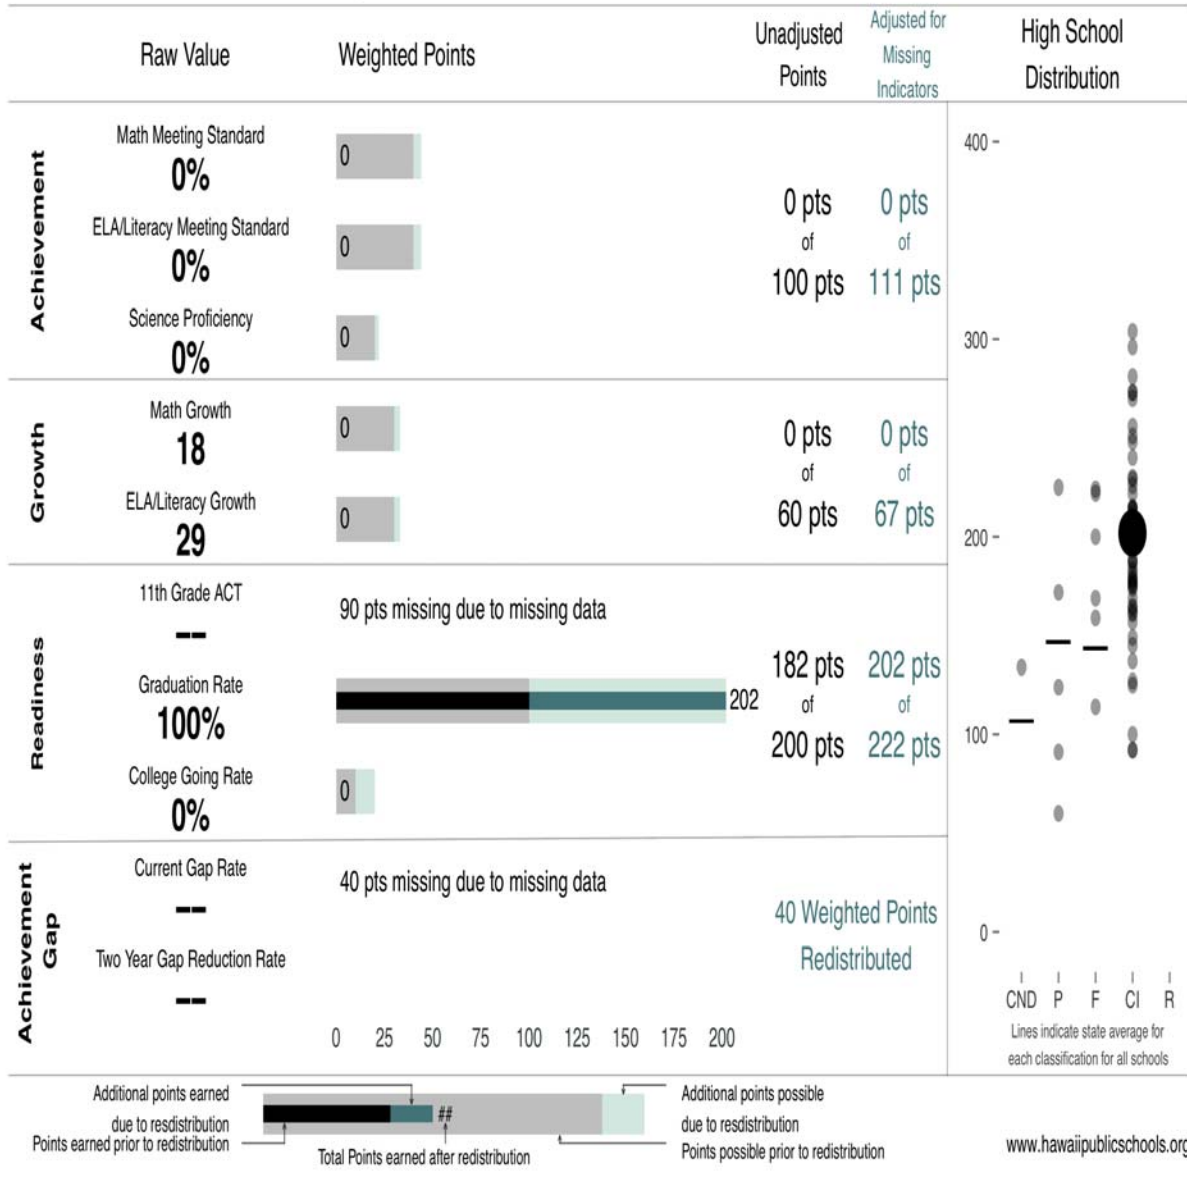 Raw Value
Weighted Points
Unadjusted
Points
Adjusted for
Missing
Indicators
High School
Distribution
Achievement
Math Meeting Standard
0%
0
ELA/Literacy Meeting Standard
0%
0
Science Proficiency
0%
0
0 pts
of
100 pts
0 pts
of
111 pts
Growth
Math Growth
18
0
ELA/Literacy Growth
29
0
0 pts
of
60 pts
0 pts
of
67 pts
Readiness
11th Grade ACT
--
90 pts missing due to missing data
Graduation Rate
100%
202
College Going Rate
0%
0
182 pts
of
200 pts
202 pts
of
222 pts
Achievement
Gap
Current Gap Rate
--
40 pts missing due to missing data
Two Year Gap Reduction Rate
--
40 Weighted Points
Redistributed
0 25 50 75 100 125 150 175 200
400
300
200
100
0
CND P F CI R
Lines indicate state average for
each classification for all schools
Additional points earned
due to resdistribution
Points earned prior to redistribution
##
Total Points earned after redistribution
Additional points possible
due to resdistribution
Points possible prior to redistribution
www.hawaiipublicschools.org